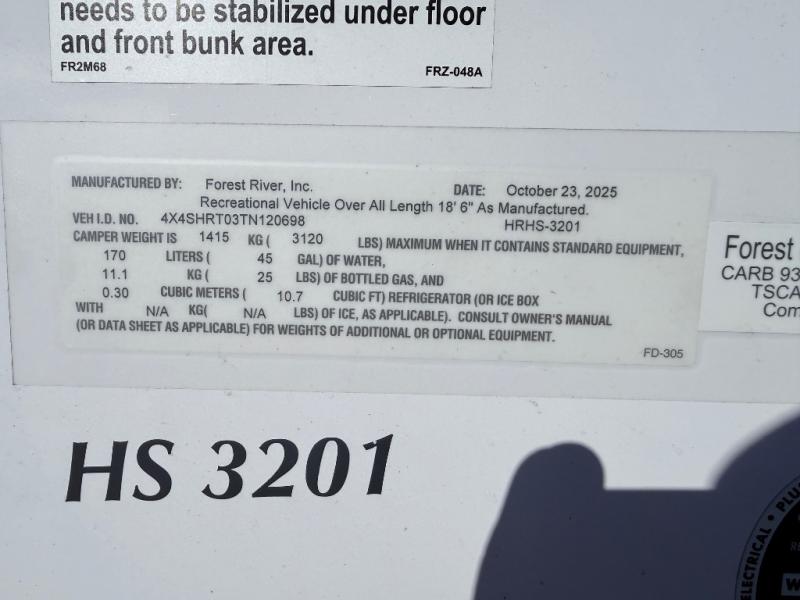 needs to be stabilized under floor
and front bunk area.
FR2M68 FRZ-048A
MANUFACTURED BY: Forest River, Inc. DATE: October 23, 2025
Recreational Vehicle Over All Length 18' 6" As Manufactured.
VEH I.D. NO. 4X4SHRT03TN120698 HRHS-3201
CAMPER WEIGHT IS 1415 KG ( 3120 LBS) MAXIMUM WHEN IT CONTAINS STANDARD EQUIPMENT,
170 LITERS ( 45 GAL) OF WATER,
11.1 KG ( 25 LBS) OF BOTTLED GAS, AND
0.30 CUBIC METERS ( 10.7 CUBIC FT) REFRIGERATOR (OR ICE BOX
WITH N/A KG( N/A LBS) OF ICE, AS APPLICABLE). CONSULT OWNER'S MANUAL
(OR DATA SHEET AS APPLICABLE) FOR WEIGHTS OF ADDITIONAL OR OPTIONAL EQUIPMENT.
FD-305
Forest
CARB 93
TSCA
Com
HS 3201
ELECTRICAL • PLU